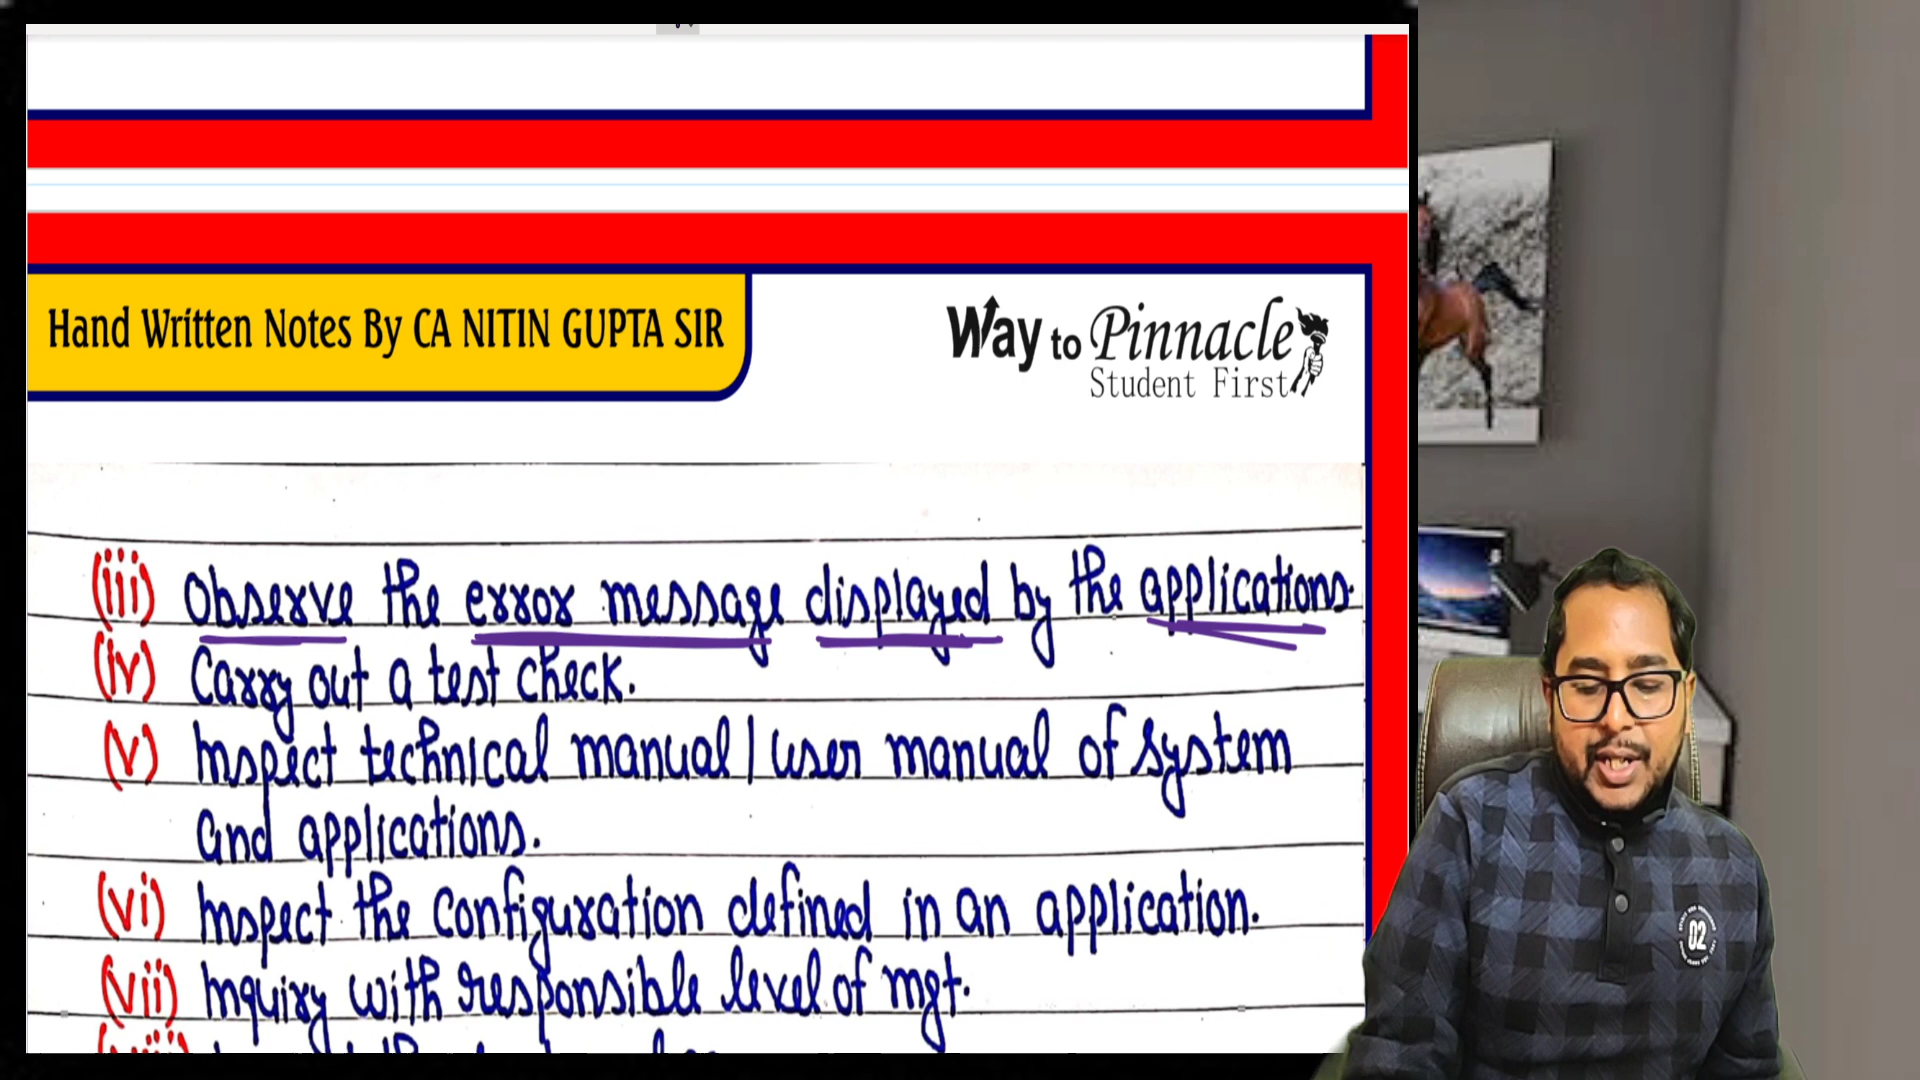 Hand Written Notes By CA NITIN GUPTA SIR
Way to Pinnacle
Student First
(iii) Observe the error message displayed by the applications.
(iv) Carry out a test check.
(v) Inspect technical manual | user manual of system
and applications.
(vi) Inspect the configuration defined in an application.
(vii) Inquiry with responsible level of mgt.
02